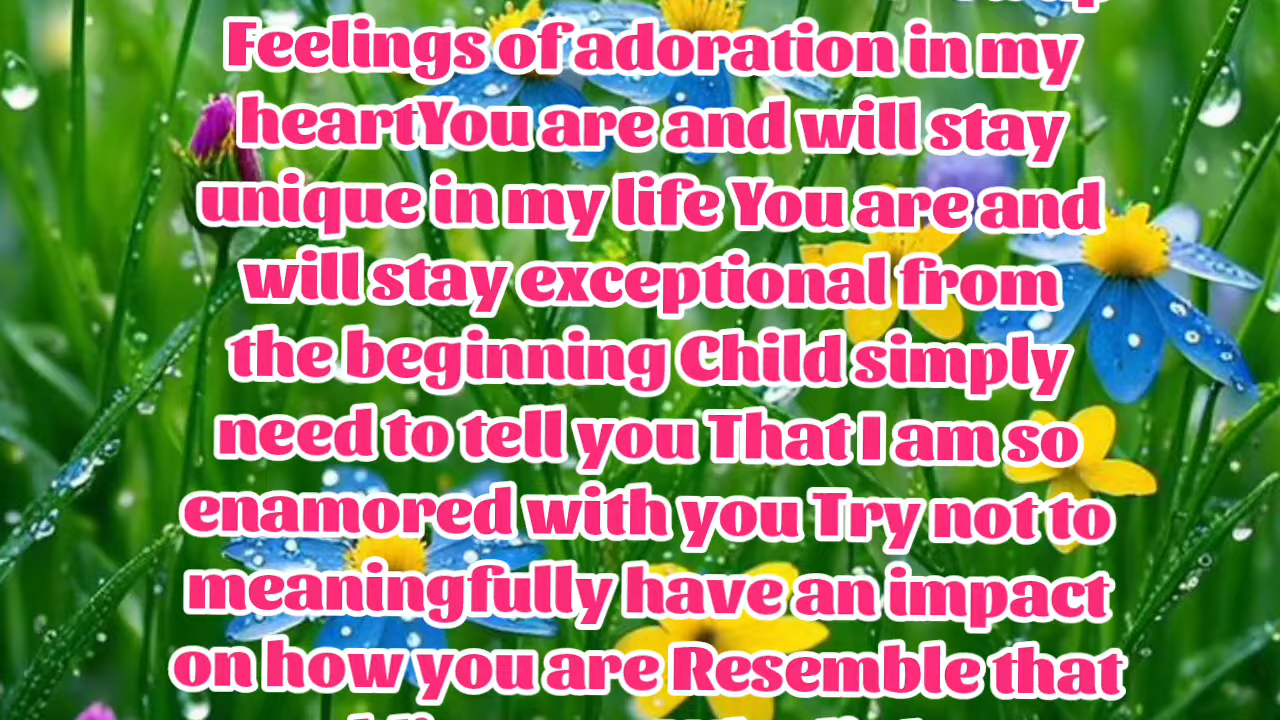 Feelings of adoration in my
heartYou are and will stay
unique in my life You are and
will stay exceptional from
the beginning Child simply
need to tell you That I am so
enamored with you Try not to
meaningfully have an impact
on how you are Resemble that